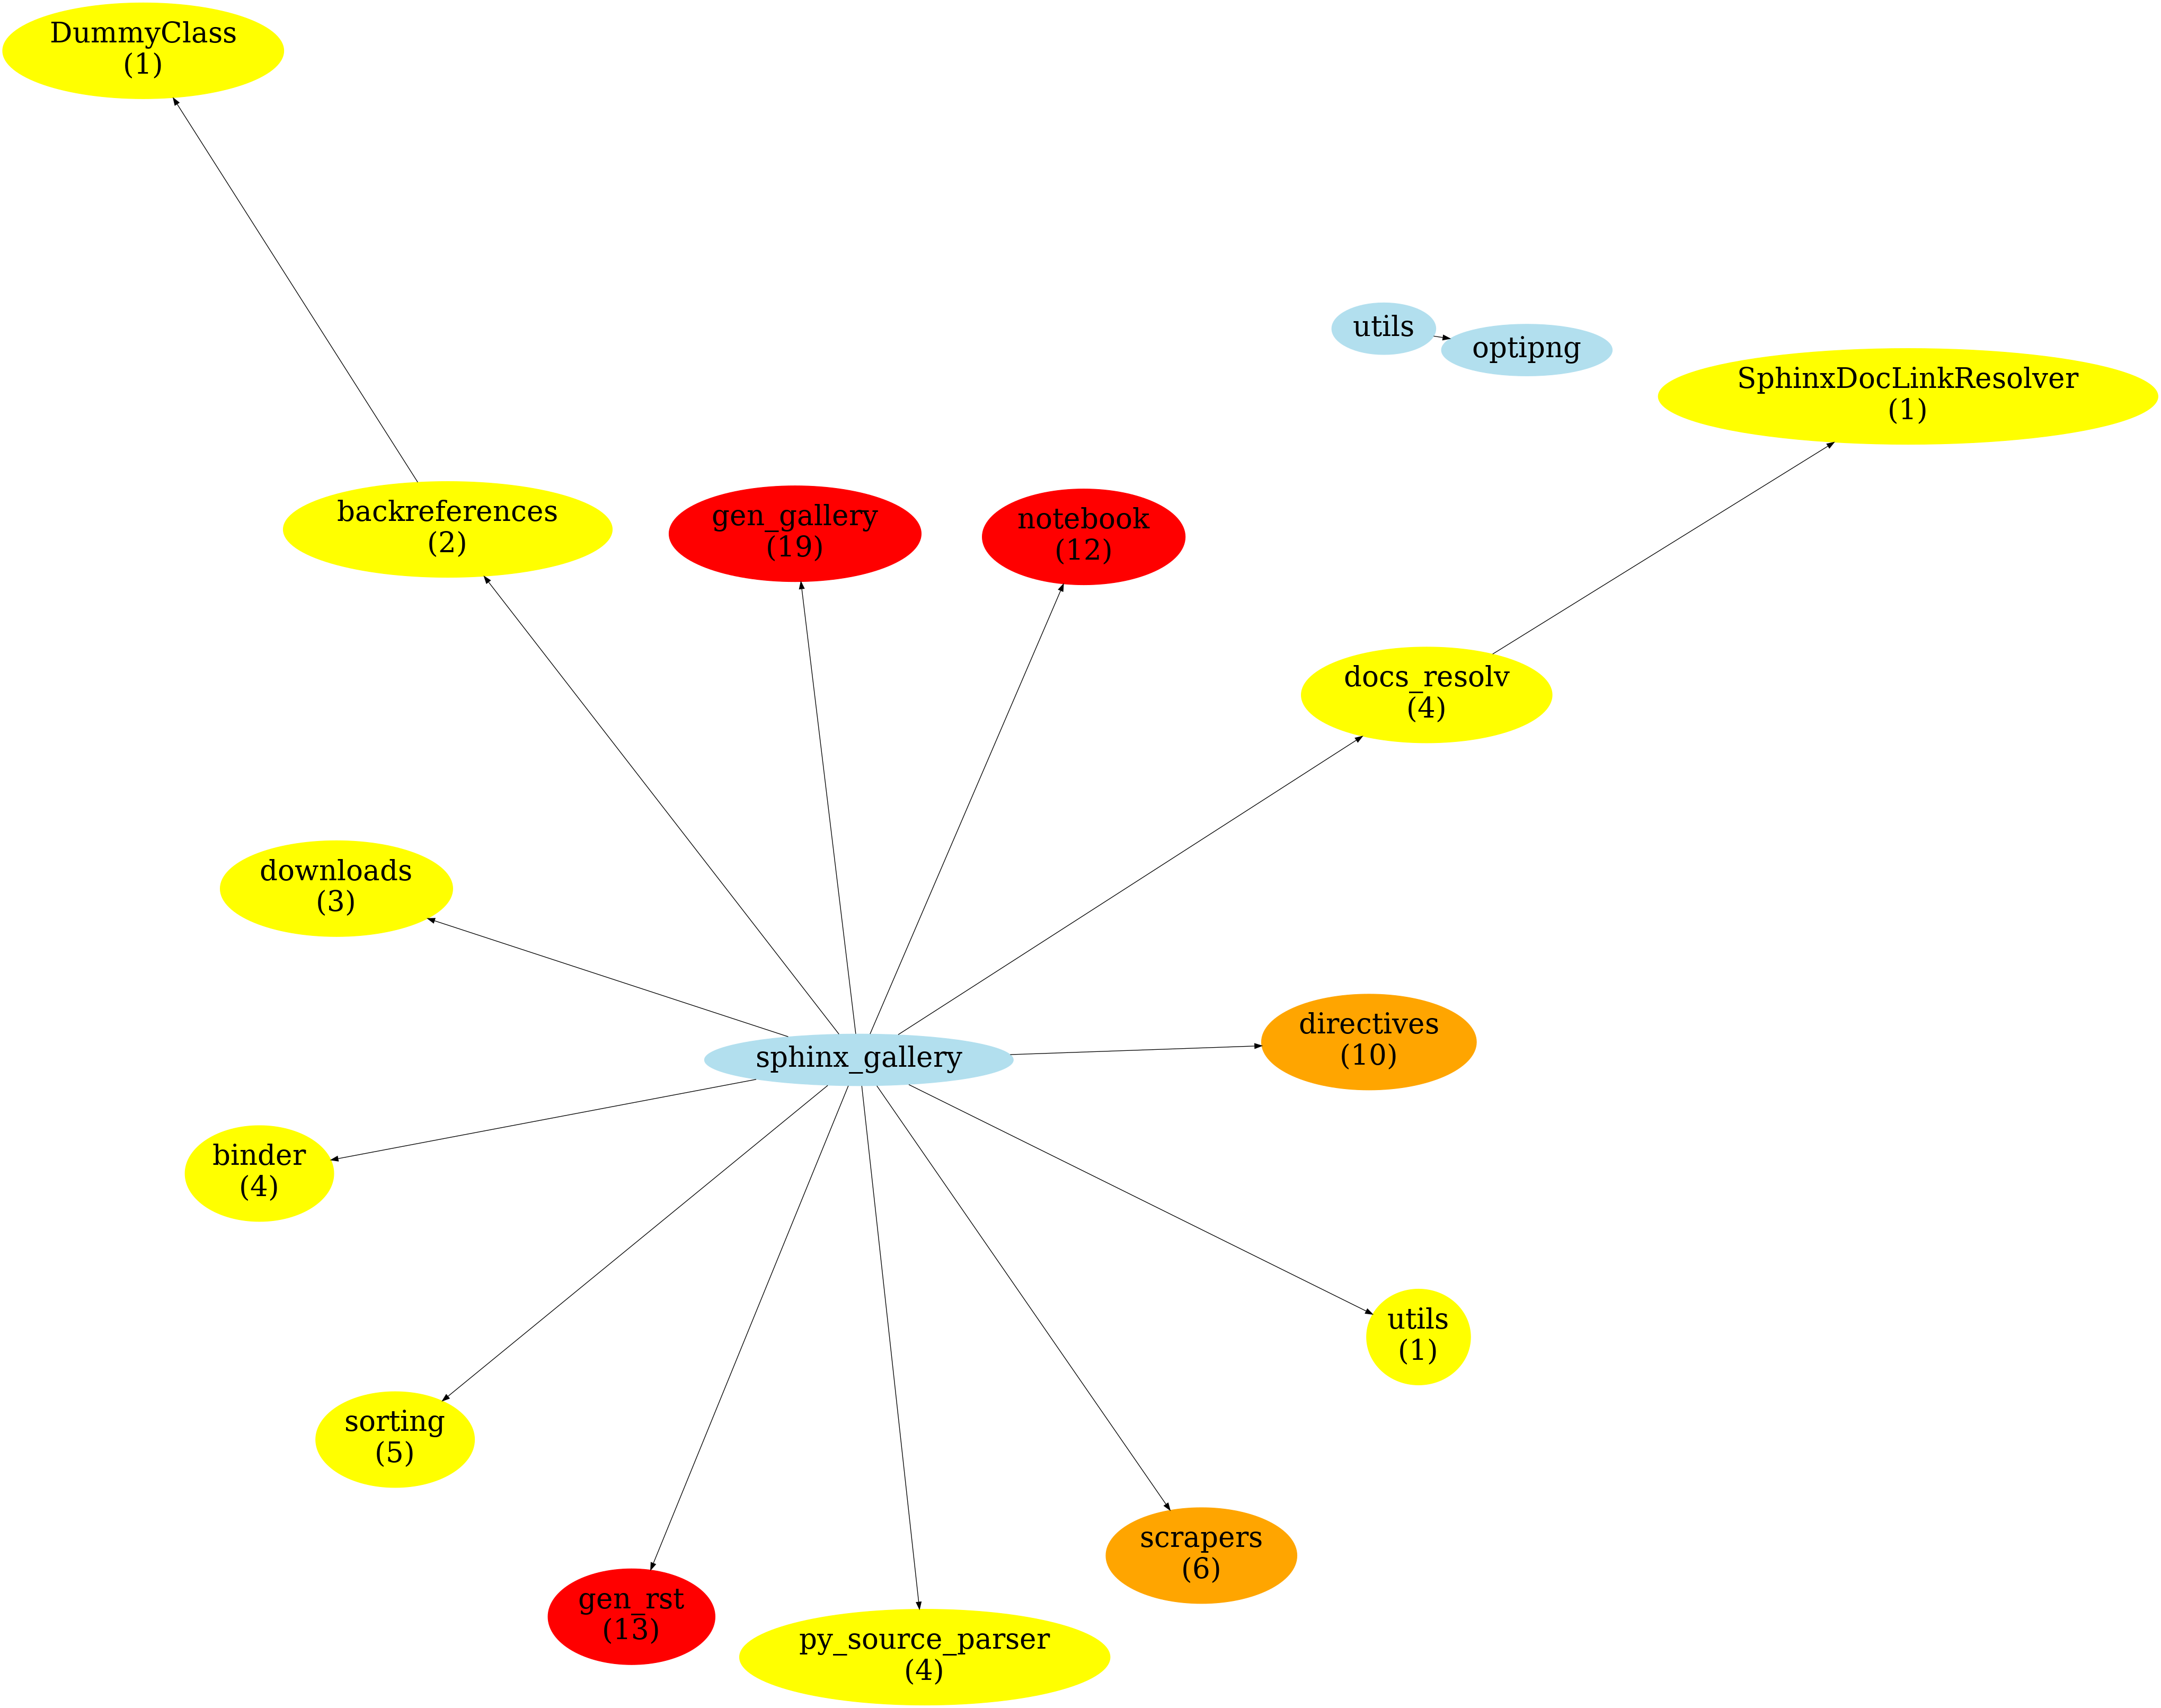 DummyClass
(1)
utils
optipng
SphinxDocLinkResolver
(1)
backreferences
(2)
gen_gallery
(19)
notebook
(12)
docs_resolv
(4)
downloads
(3)
directives
(10)
sphinx_gallery
binder
(4)
utils
(1)
sorting
(5)
scrapers
(6)
gen_rst
(13)
py_source_parser
(4)